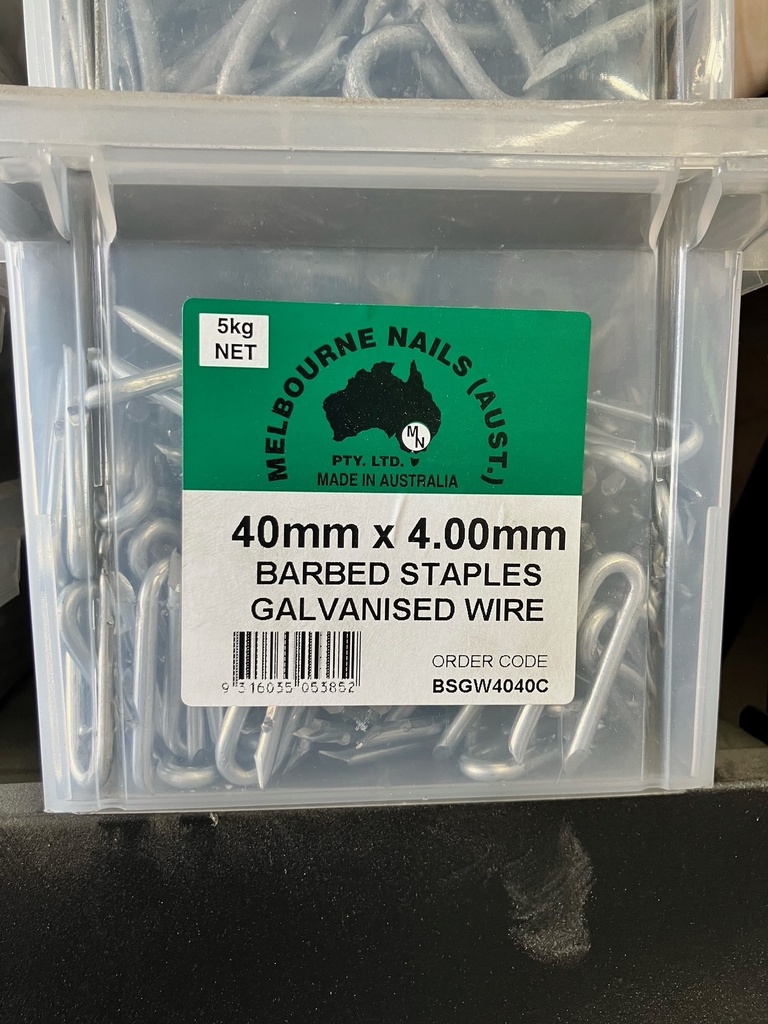 5kg
NET
MELBOURNE NAILS (AUST.)
MN
PTY. LTD.
MADE IN AUSTRALIA
40mm x 4.00mm
BARBED STAPLES
GALVANISED WIRE
ORDER CODE
BSGW4040C
9 316035 053852